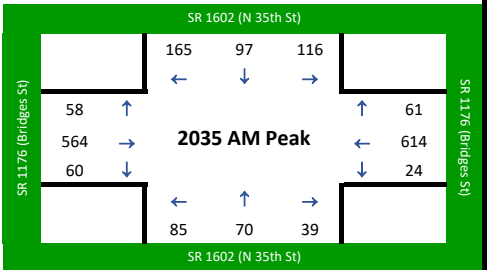 SR 1602 (N 35th St)
165 97 116
← ↓ →
SR 1176 (Bridges St)
58 ↑
564 →
60 ↓
2035 AM Peak
↑ 61
← 614
↓ 24
SR 1176 (Bridges St)
← ↑ →
85 70 39
SR 1602 (N 35th St)